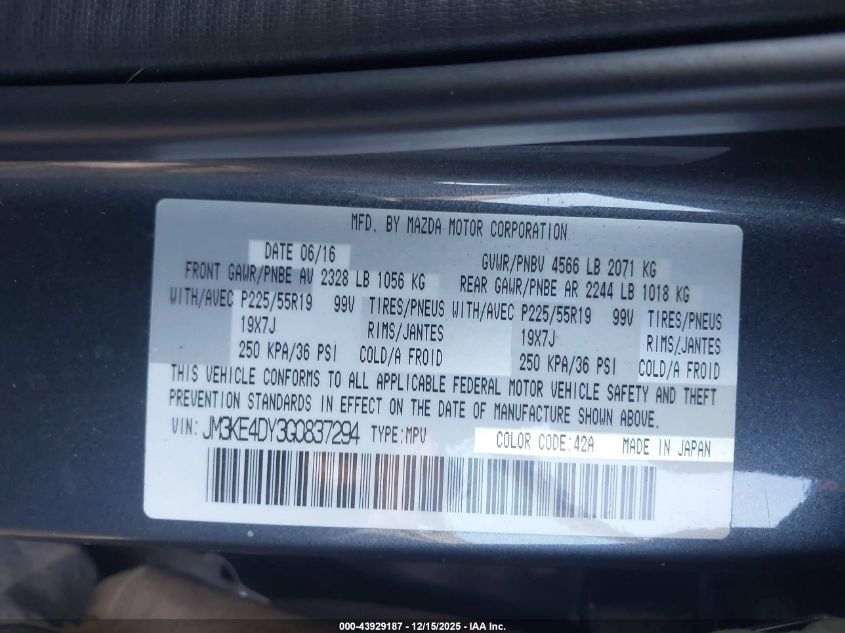 MFD. BY MAZDA MOTOR CORPORATION
DATE 06/16 GVWR/PNBV 4566 LB 2071 KG
FRONT GAWR/PNBE AV 2328 LB 1056 KG REAR GAWR/PNBE AR 2244 LB 1018 KG
WITH/AVEC P225/55R19 99V TIRES/PNEUS WITH/AVEC P225/55R19 99V TIRES/PNEUS
19X7J RIMS/JANTES 19X7J RIMS/JANTES
250 KPA/36 PSI COLD/A FROID 250 KPA/36 PSI COLD/A FROID
THIS VEHICLE CONFORMS TO ALL APPLICABLE FEDERAL MOTOR VEHICLE SAFETY AND THEFT
PREVENTION STANDARDS IN EFFECT ON THE DATE OF MANUFACTURE SHOWN ABOVE.
VIN: JM3KE4DY3G0837294 TYPE:MPV COLOR CODE:42A MADE IN JAPAN
000-43929187 - 12/15/2025 - IAA Inc.